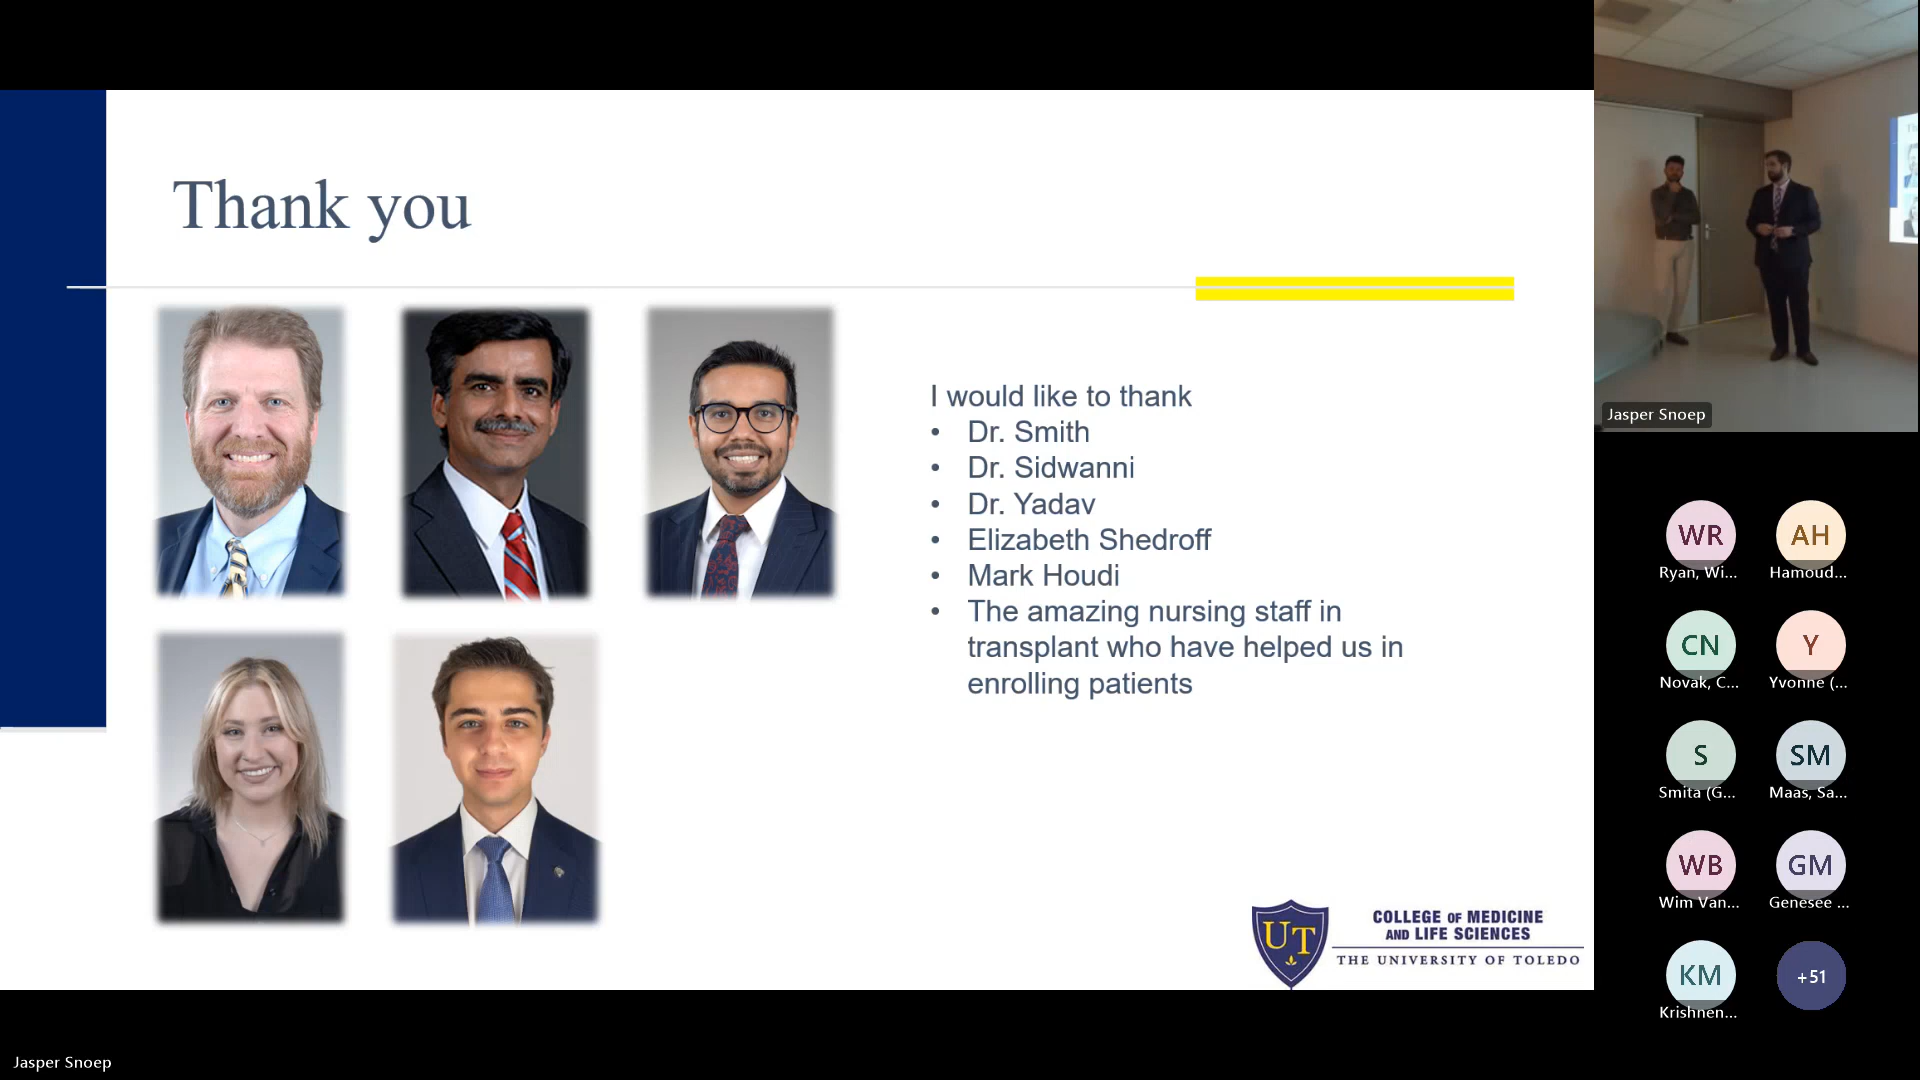 Thank you
I would like to thank
• Dr. Smith
• Dr. Sidwanni
• Dr. Yadav
• Elizabeth Shedroff
• Mark Houdi
• The amazing nursing staff in
transplant who have helped us in
enrolling patients
UT
COLLEGE OF MEDICINE
AND LIFE SCIENCES
THE UNIVERSITY OF TOLEDO
Jasper Snoep
WR AH
Ryan, Wi... Hamoud...
CN Y
Novak, C... Yvonne (...
S SM
Smita (G... Maas, Sa...
WB GM
Wim Van... Genesee ...
KM +51
Krishnen...
Jasper Snoep